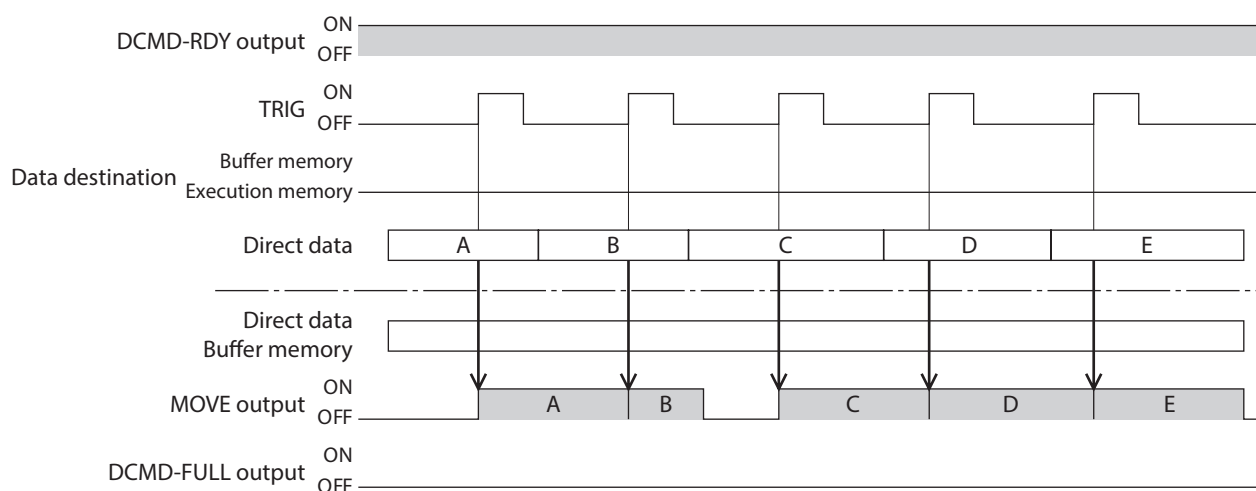 ON
DCMD-RDY output
OFF
ON
TRIG
OFF
Buffer memory
Data destination
Execution memory
Direct data A B C D E
Direct data
Buffer memory
ON
MOVE output A B C D E
OFF
ON
DCMD-FULL output
OFF